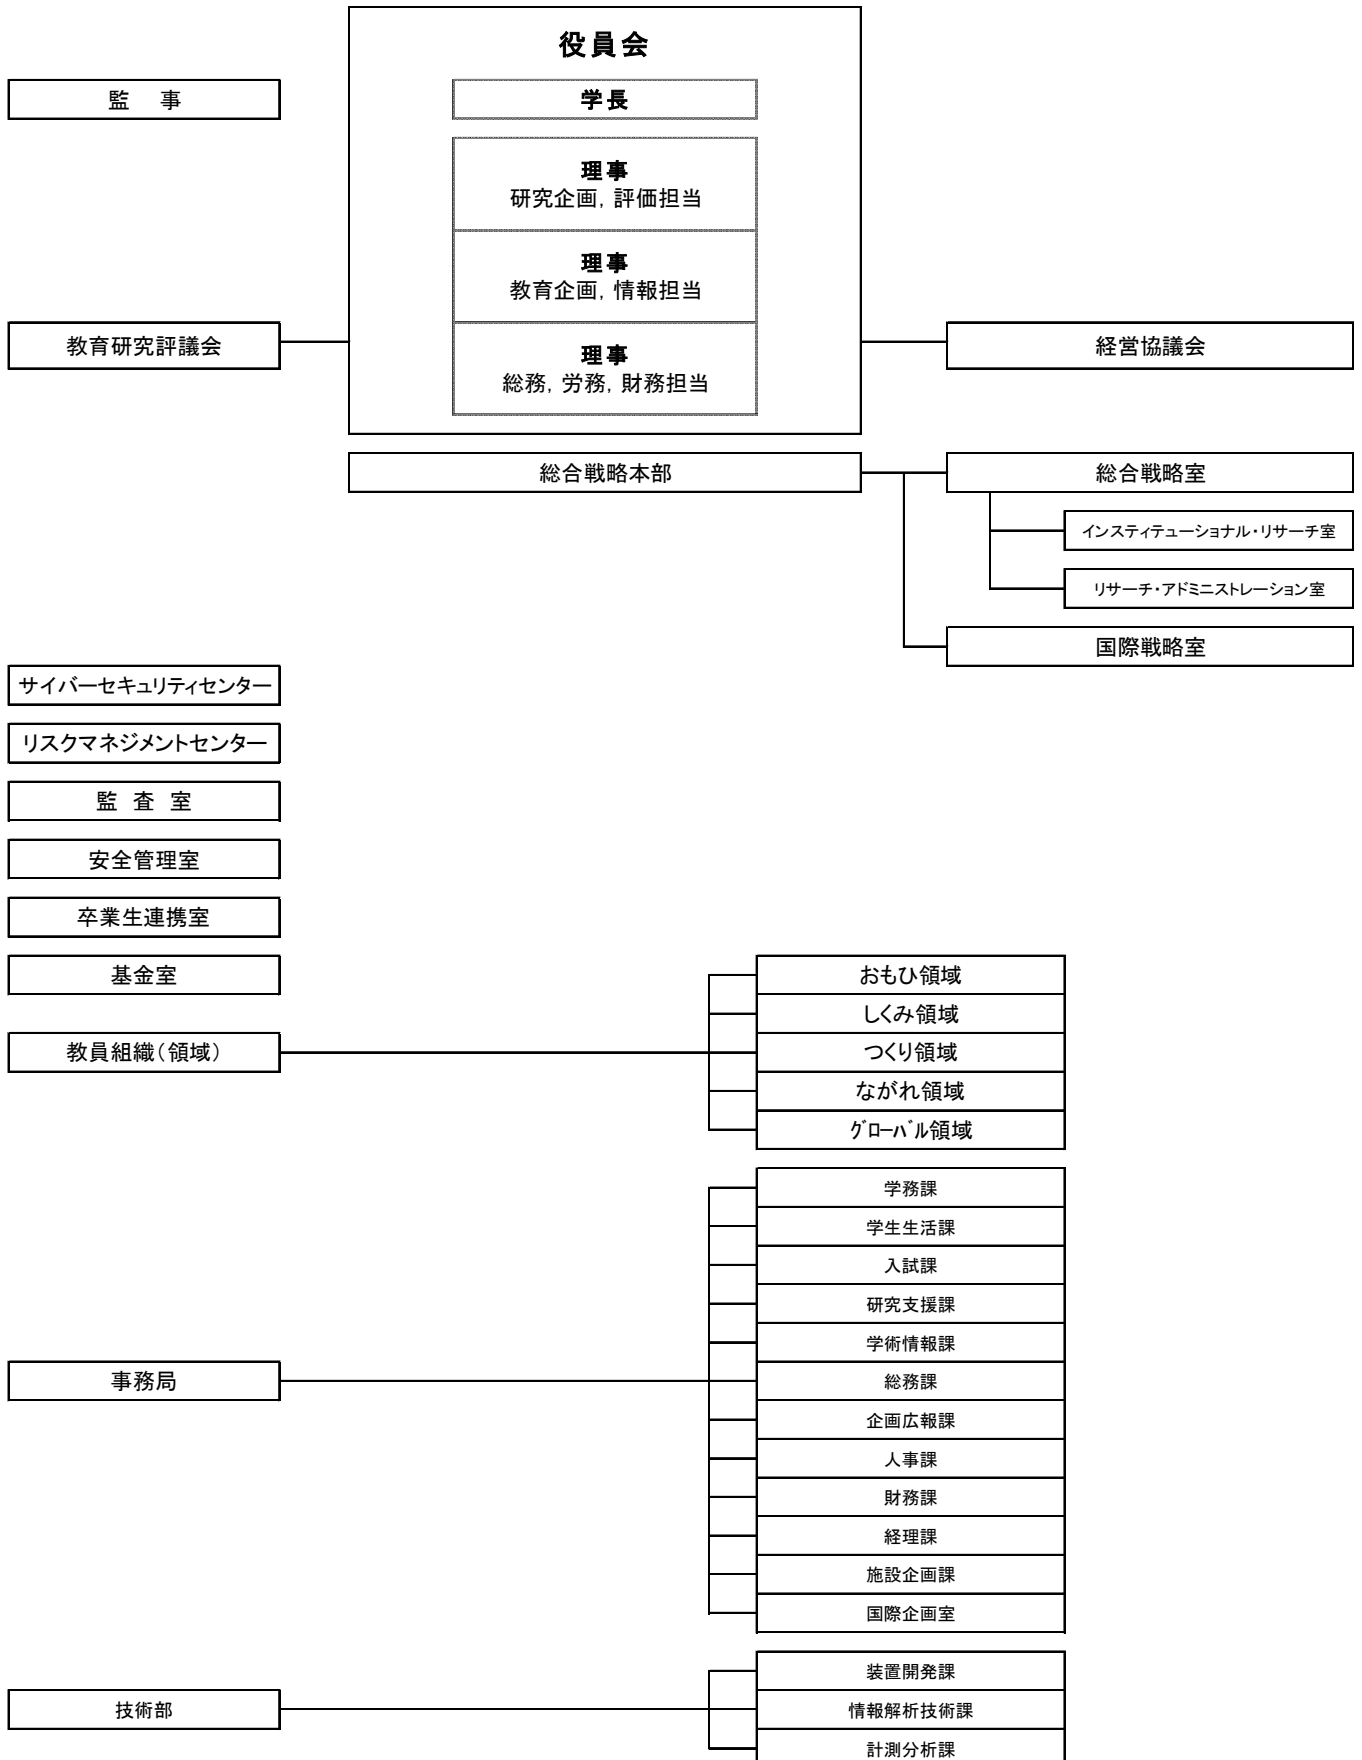 役員会
監　事
学長
理事
研究企画, 評価担当
理事
教育企画, 情報担当
教育研究評議会
理事
総務, 労務, 財務担当
経営協議会
総合戦略本部
総合戦略室
インスティテューショナル・リサーチ室
リサーチ・アドミニストレーション室
国際戦略室
サイバーセキュリティセンター
リスクマネジメントセンター
監　査　室
安全管理室
卒業生連携室
基金室
教員組織(領域)
おもひ領域
しくみ領域
つくり領域
ながれ領域
グローバル領域
事務局
学務課
学生生活課
入試課
研究支援課
学術情報課
総務課
企画広報課
人事課
財務課
経理課
施設企画課
国際企画室
技術部
装置開発課
情報解析技術課
計測分析課